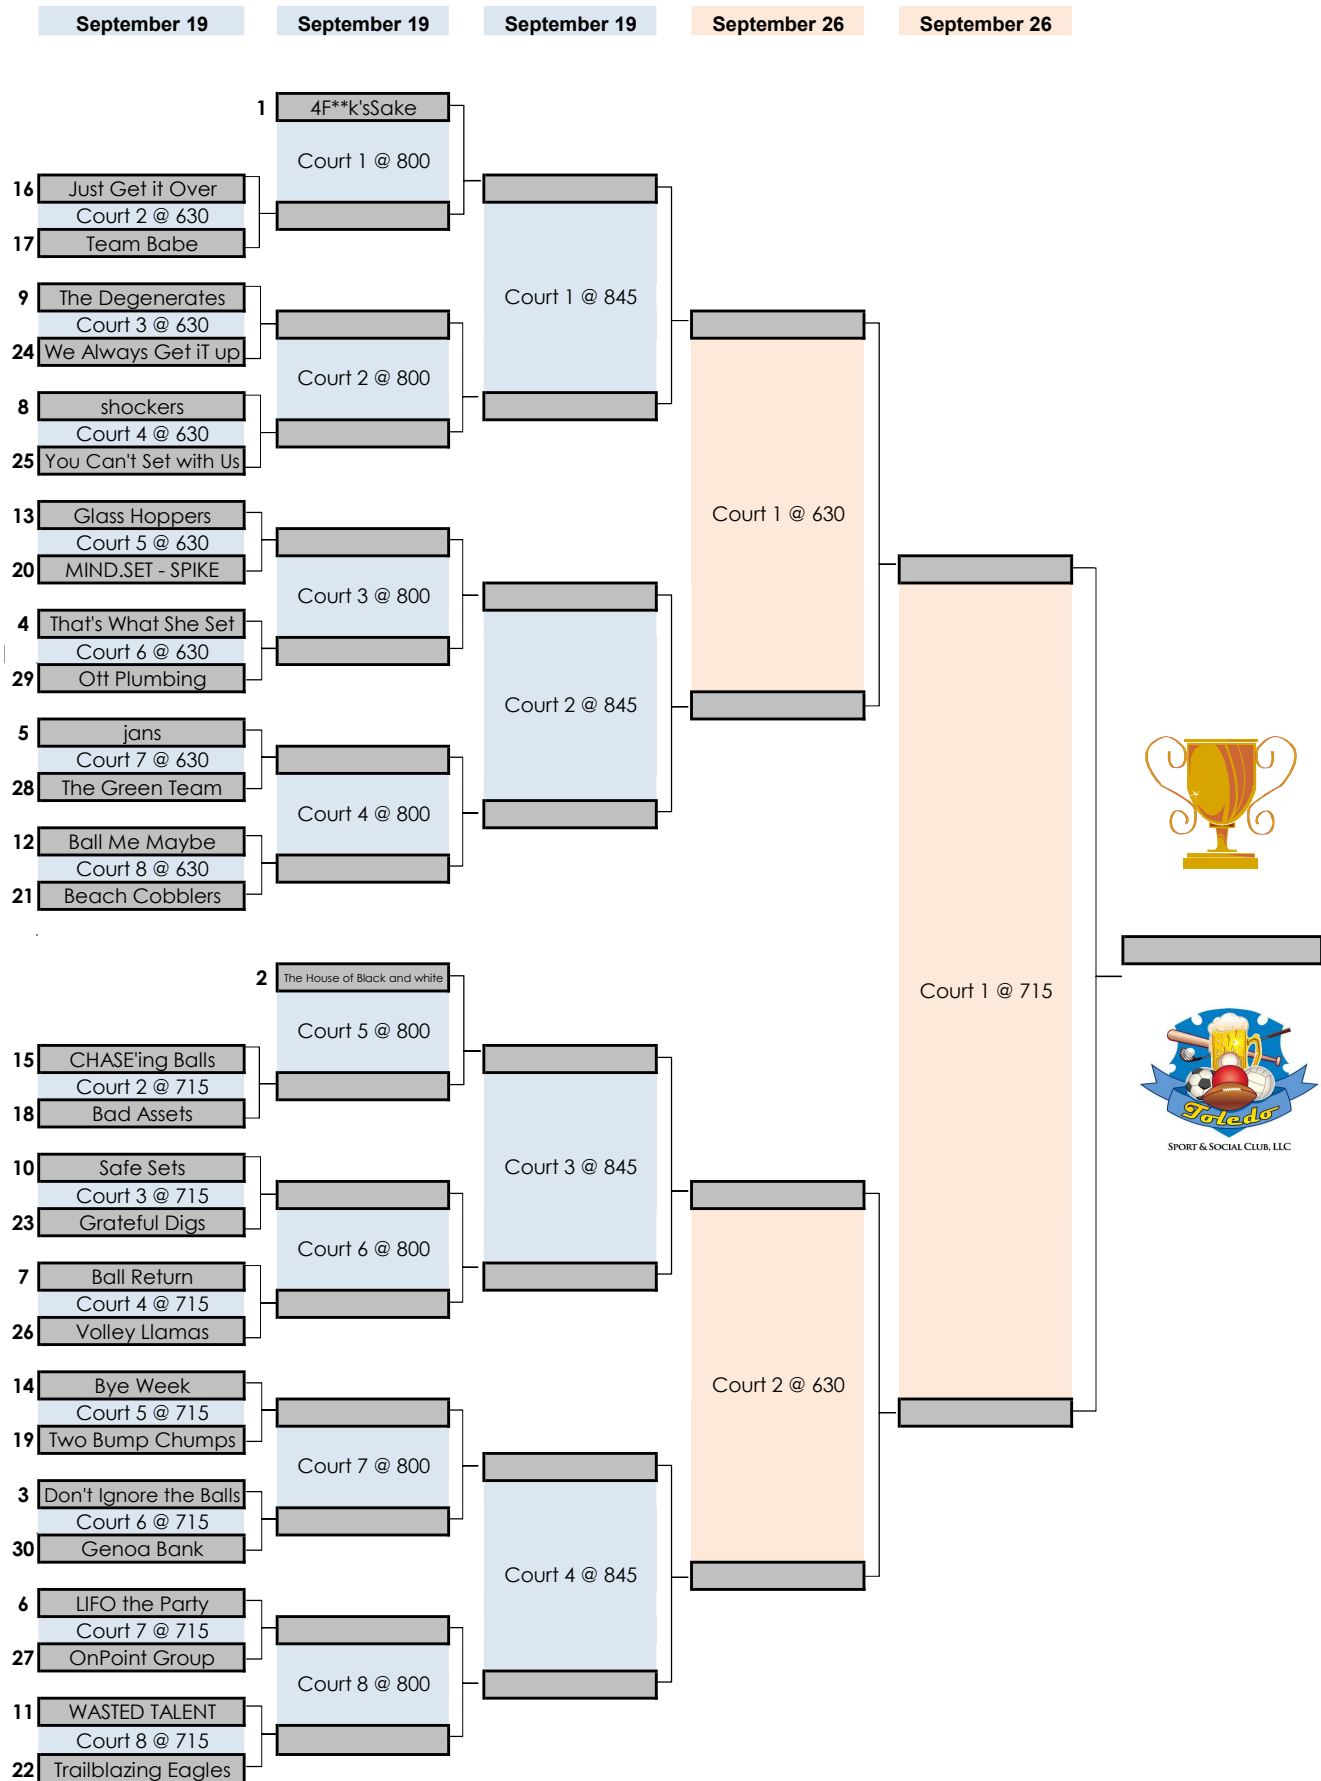 September 19 September 19 September 19 September 26 September 26
1 4F**k'sSake
Court 1 @ 800
16 Just Get it Over
Court 2 @ 630
17 Team Babe
9 The Degenerates
Court 3 @ 630
24 We Always Get iT up
Court 1 @ 845
Court 2 @ 800
8 shockers
Court 4 @ 630
25 You Can't Set with Us
13 Glass Hoppers
Court 5 @ 630
20 MIND.SET - SPIKE
Court 1 @ 630
Court 3 @ 800
4 That's What She Set
Court 6 @ 630
29 Ott Plumbing
Court 2 @ 845
5 jans
Court 7 @ 630
28 The Green Team
Court 4 @ 800
12 Ball Me Maybe
Court 8 @ 630
21 Beach Cobblers
2 The House of Black and white
Court 5 @ 800
Court 1 @ 715
15 CHASE'ing Balls
Court 2 @ 715
18 Bad Assets
Toledo
SPORT & SOCIAL CLUB, LLC
10 Safe Sets
Court 3 @ 715
23 Grateful Digs
Court 3 @ 845
Court 6 @ 800
7 Ball Return
Court 4 @ 715
26 Volley Llamas
14 Bye Week
Court 5 @ 715
19 Two Bump Chumps
Court 2 @ 630
Court 7 @ 800
3 Don't Ignore the Balls
Court 6 @ 715
30 Genoa Bank
Court 4 @ 845
6 LIFO the Party
Court 7 @ 715
27 OnPoint Group
Court 8 @ 800
11 WASTED TALENT
Court 8 @ 715
22 Trailblazing Eagles